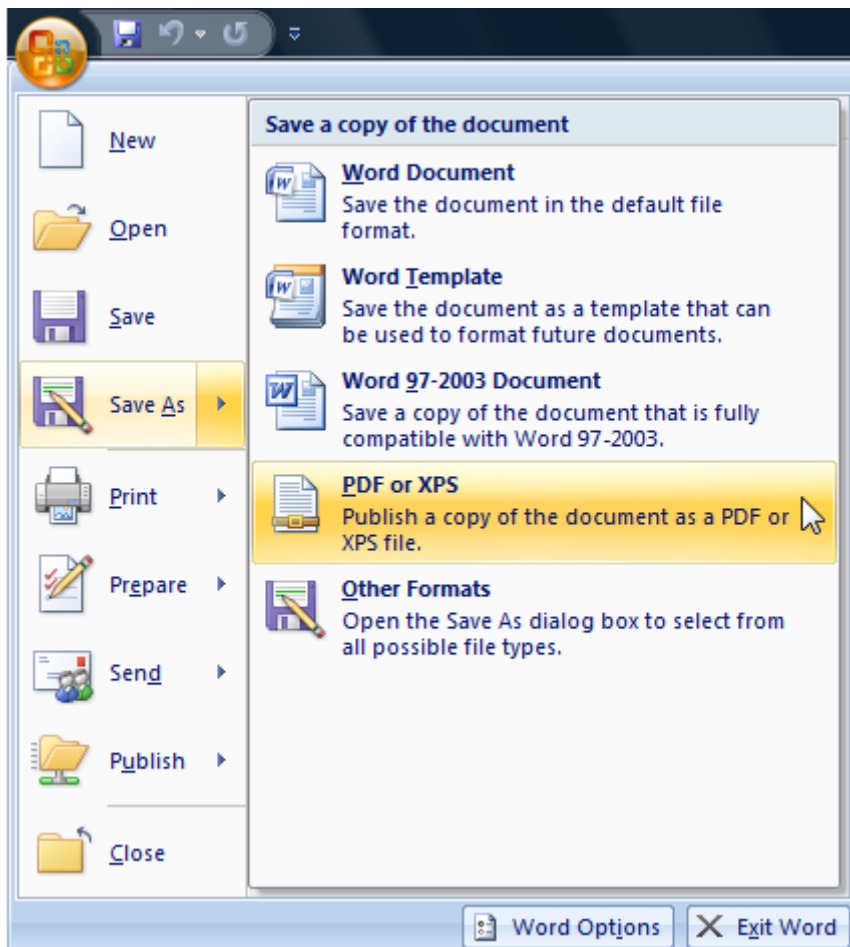 New
Open
Save
Save As
Print
Prepare
Send
Publish
Close
Save a copy of the document
Word Document
Save the document in the default file
format.
Word Template
Save the document as a template that can
be used to format future documents.
Word 97-2003 Document
Save a copy of the document that is fully
compatible with Word 97-2003.
PDF or XPS
Publish a copy of the document as a PDF or
XPS file.
Other Formats
Open the Save As dialog box to select from
all possible file types.
Word Options
Exit Word